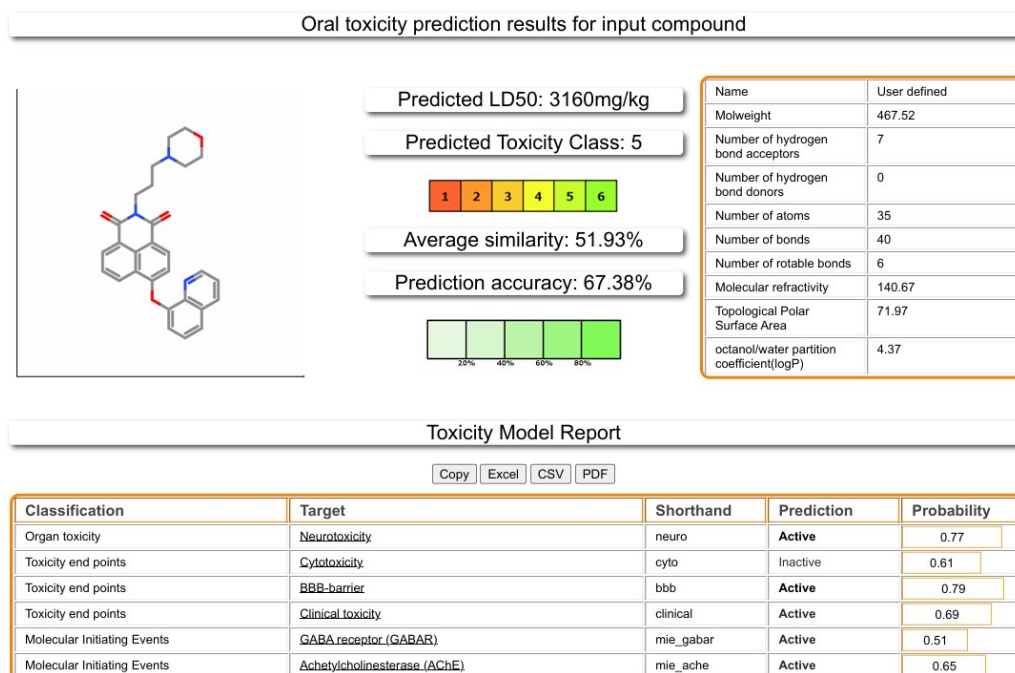 Oral toxicity prediction results for input compound
Predicted LD50: 3160mg/kg
Predicted Toxicity Class: 5
1 2 3 4 5 6
Average similarity: 51.93%
Prediction accuracy: 67.38%
20% 40% 60% 80%
Name User defined
Molweight 467.52
Number of hydrogen
bond acceptors 7
Number of hydrogen
bond donors 0
Number of atoms 35
Number of bonds 40
Number of rotable bonds 6
Molecular refractivity 140.67
Topological Polar
Surface Area 71.97
octanol/water partition
coefficient(logP) 4.37
Toxicity Model Report
Copy Excel CSV PDF
Classification Target Shorthand Prediction Probability
Organ toxicity Neurotoxicity neuro Active 0.77
Toxicity end points Cytotoxicity cyto Inactive 0.61
Toxicity end points BBB-barrier bbb Active 0.79
Toxicity end points Clinical toxicity clinical Active 0.69
Molecular Initiating Events GABA receptor (GABAR) mie_gabar Active 0.51
Molecular Initiating Events Achetylcholinesterase (AChE) mie_ache Active 0.65